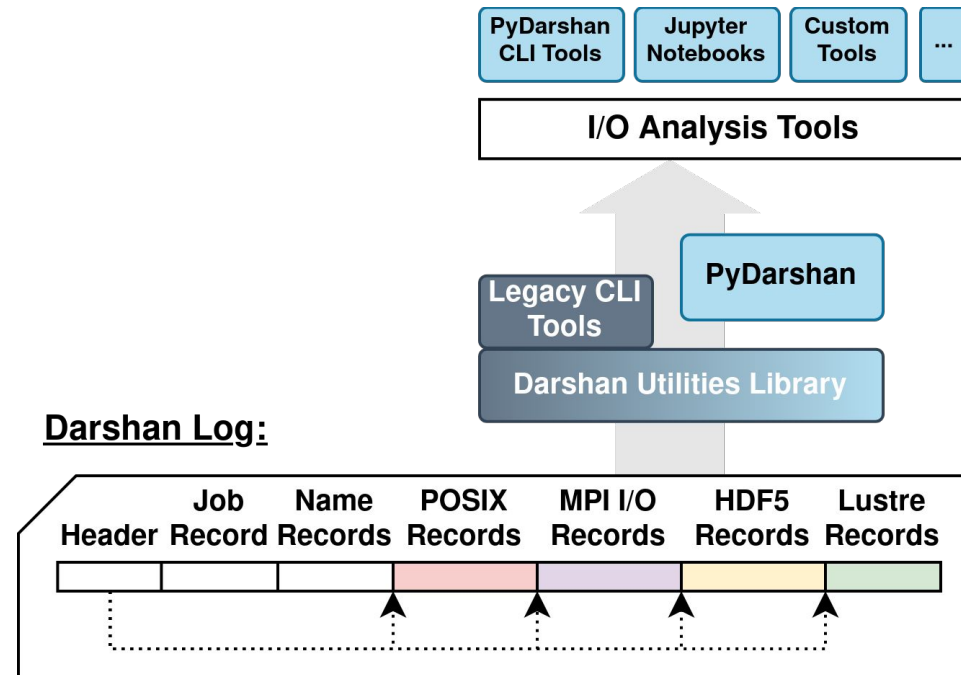 PyDarshan
CLI Tools
Jupyter
Notebooks
Custom
Tools
...
I/O Analysis Tools
PyDarshan
Legacy CLI
Tools
Darshan Utilities Library
Darshan Log:
Header
Job
Record
Name
Records
POSIX
Records
MPI I/O
Records
HDF5
Records
Lustre
Records